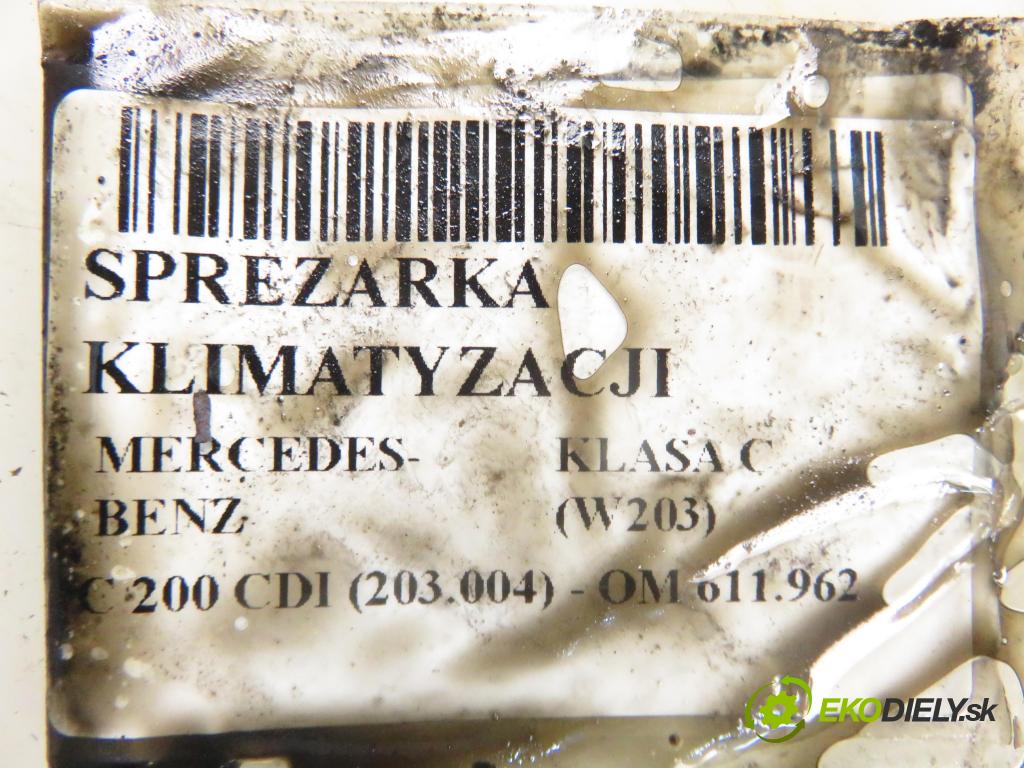 SPREZARKA
KLIMATYZACJI
MERCEDES- KLASA C
BENZ (W203)
C 200 CDI (203.004) - OM 611.962
EKODIELY.sk